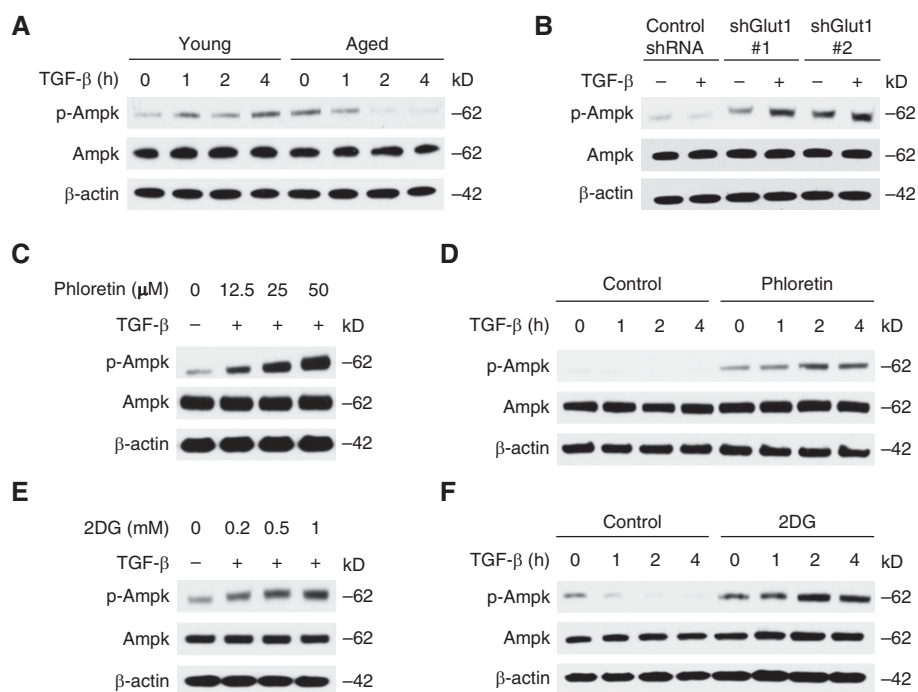 A
Young Aged
TGF-β (h) 0 1 2 4 0 1 2 4 kD
p-Ampk –62
Ampk –62
β-actin –42
B
Control shGlut1 shGlut1
shRNA #1 #2
TGF-β – + – + – + kD
p-Ampk –62
Ampk –62
β-actin –42
C
Phloretin (μM) 0 12.5 25 50
TGF-β – + + + kD
p-Ampk –62
Ampk –62
β-actin –42
D
Control Phloretin
TGF-β (h) 0 1 2 4 0 1 2 4 kD
p-Ampk –62
Ampk –62
β-actin –42
E
2DG (mM) 0 0.2 0.5 1
TGF-β – + + + kD
p-Ampk –62
Ampk –62
β-actin –42
F
Control 2DG
TGF-β (h) 0 1 2 4 0 1 2 4 kD
p-Ampk –62
Ampk –62
β-actin –42